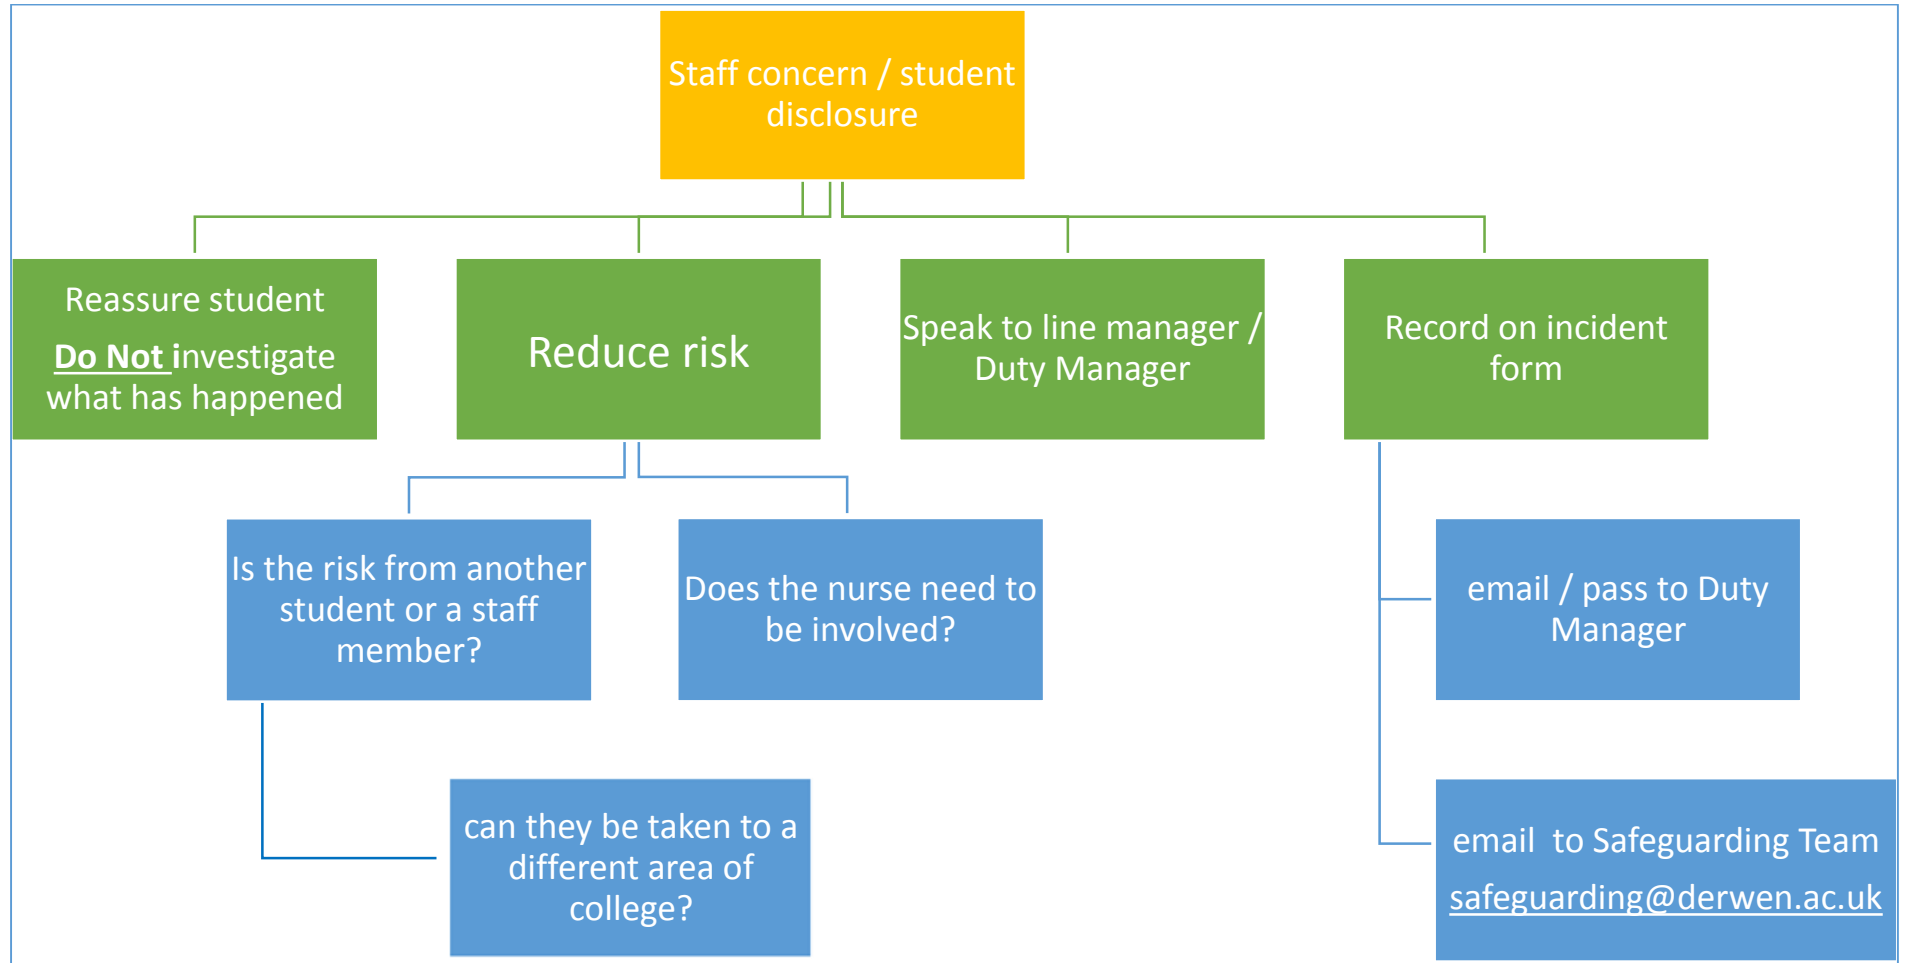 Staff concern / student
disclosure
Reassure student
Do Not investigate
what has happened
Reduce risk
Speak to line manager /
Duty Manager
Record on incident
form
Is the risk from another
student or a staff
member?
Does the nurse need to
be involved?
email / pass to Duty
Manager
can they be taken to a
different area of
college?
email  to Safeguarding Team
safeguarding@derwen.ac.uk